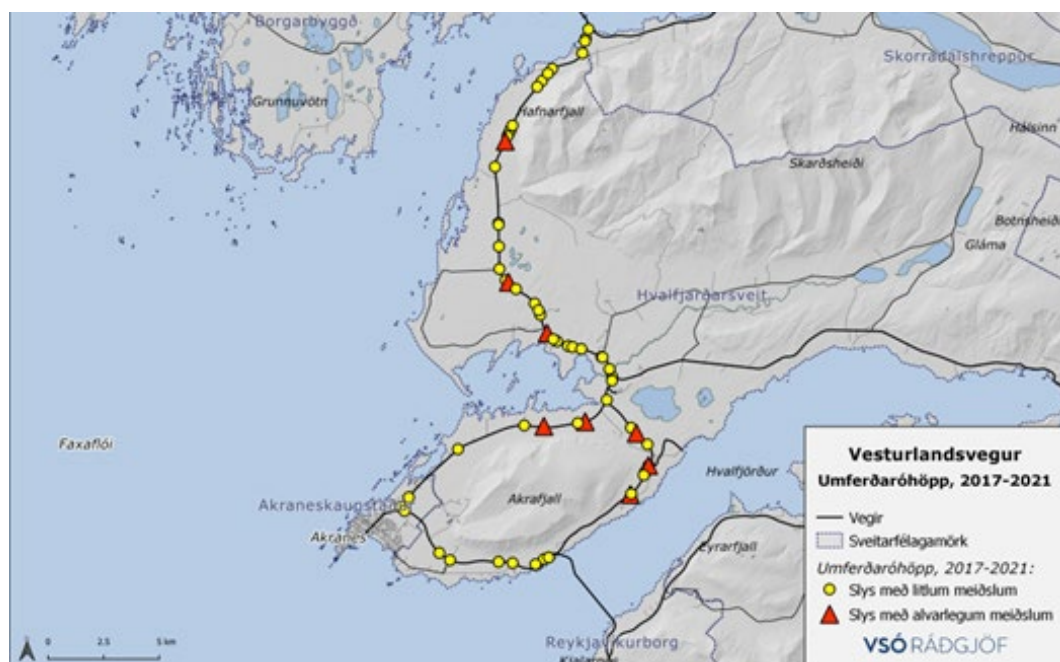 Borgarbyggð
Skorradalshreppur
Grunnuvötn
Hafnarfjall
Hálsinn
Skarðsheiði
Botnsheiði
Gláma
Hvalfjarðarsveit
Faxaflói
Hvalfjörður
Akrafjall
Akranes
Eyrarfjall
Reykjavíkurborg
Kjalarnes
0 2.5 5 km
Vesturlandsvegur
Umferðaróhöpp, 2017-2021
Vegir
Sveitarfélagamörk
Umferðaróhöpp, 2017-2021:
Slys með litlum meiðslum
Slys með alvarlegum meiðslum
VSÓ RÁÐGJÖF